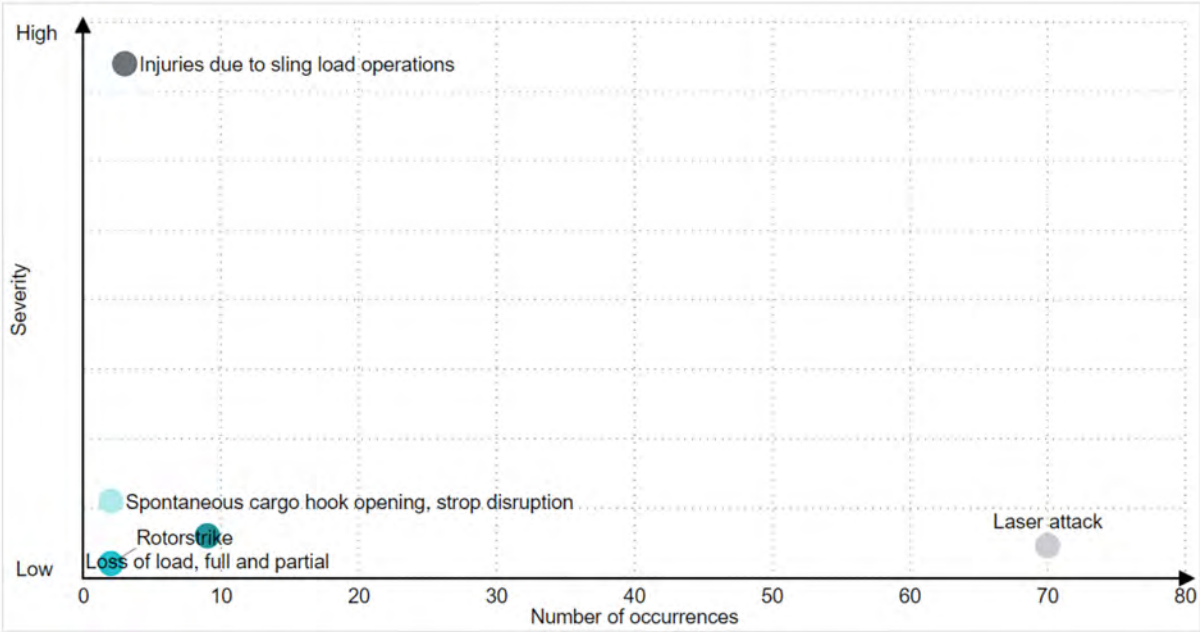 High
Injuries due to sling load operations
Severity
Spontaneous cargo hook opening, strop disruption
Laser attack
Rotorstrike
Loss of load, full and partial
Low
0 10 20 30 40 50 60 70 80
Number of occurrences